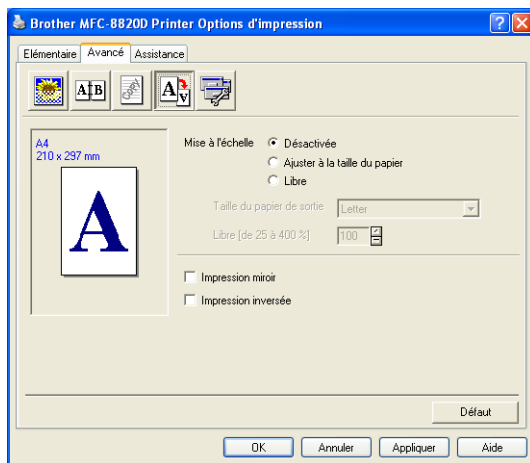 Brother MFC-8820D Printer Options d'impression
Elémentaire Avancé Assistance
A4
210 x 297 mm
A
Mise à l'échelle Désactivée
Ajuster à la taille du papier
Libre
Taille du papier de sortie Letter
Libre [de 25 à 400 %] 100
Impression miroir
Impression inversée
Défaut
OK Annuler Appliquer Aide